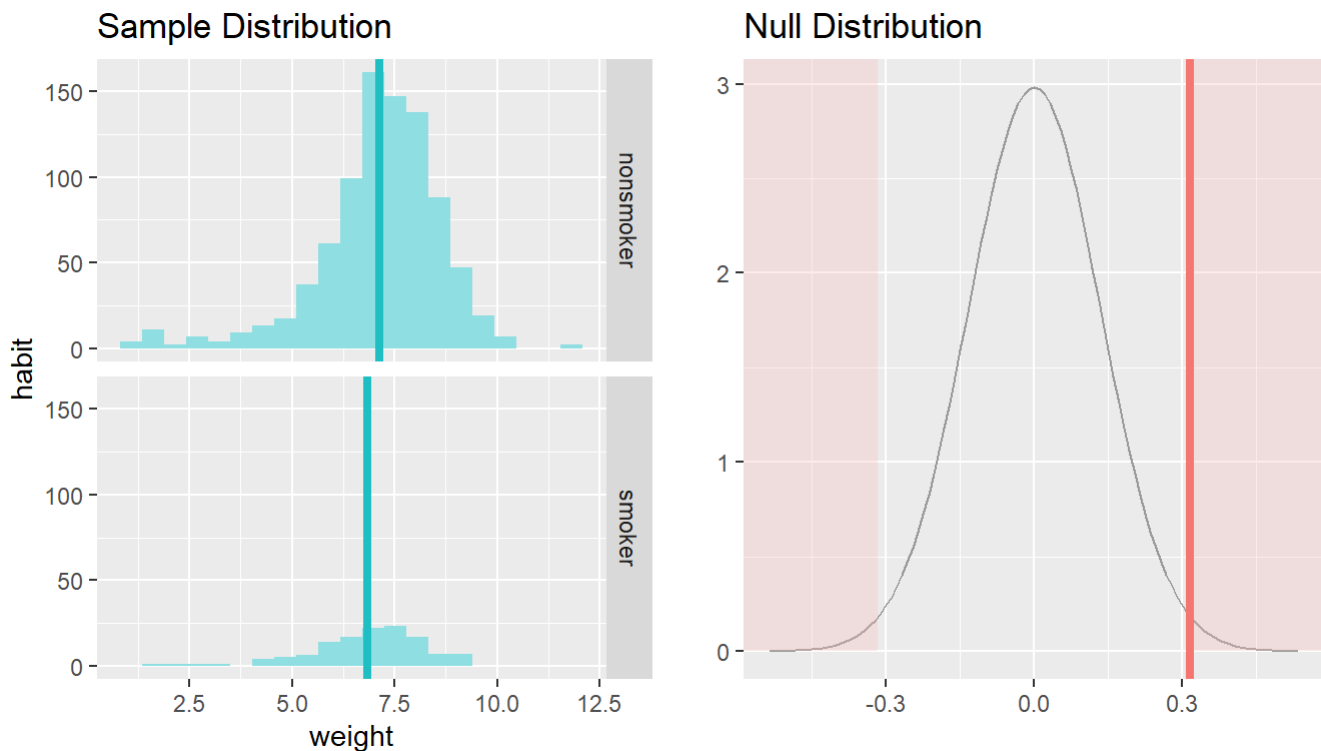 Sample Distribution
150
100
50
0
nonsmoker
habit
150
100
50
0
smoker
2.5 5.0 7.5 10.0 12.5
weight
Null Distribution
3
2
1
0
-0.3 0.0 0.3